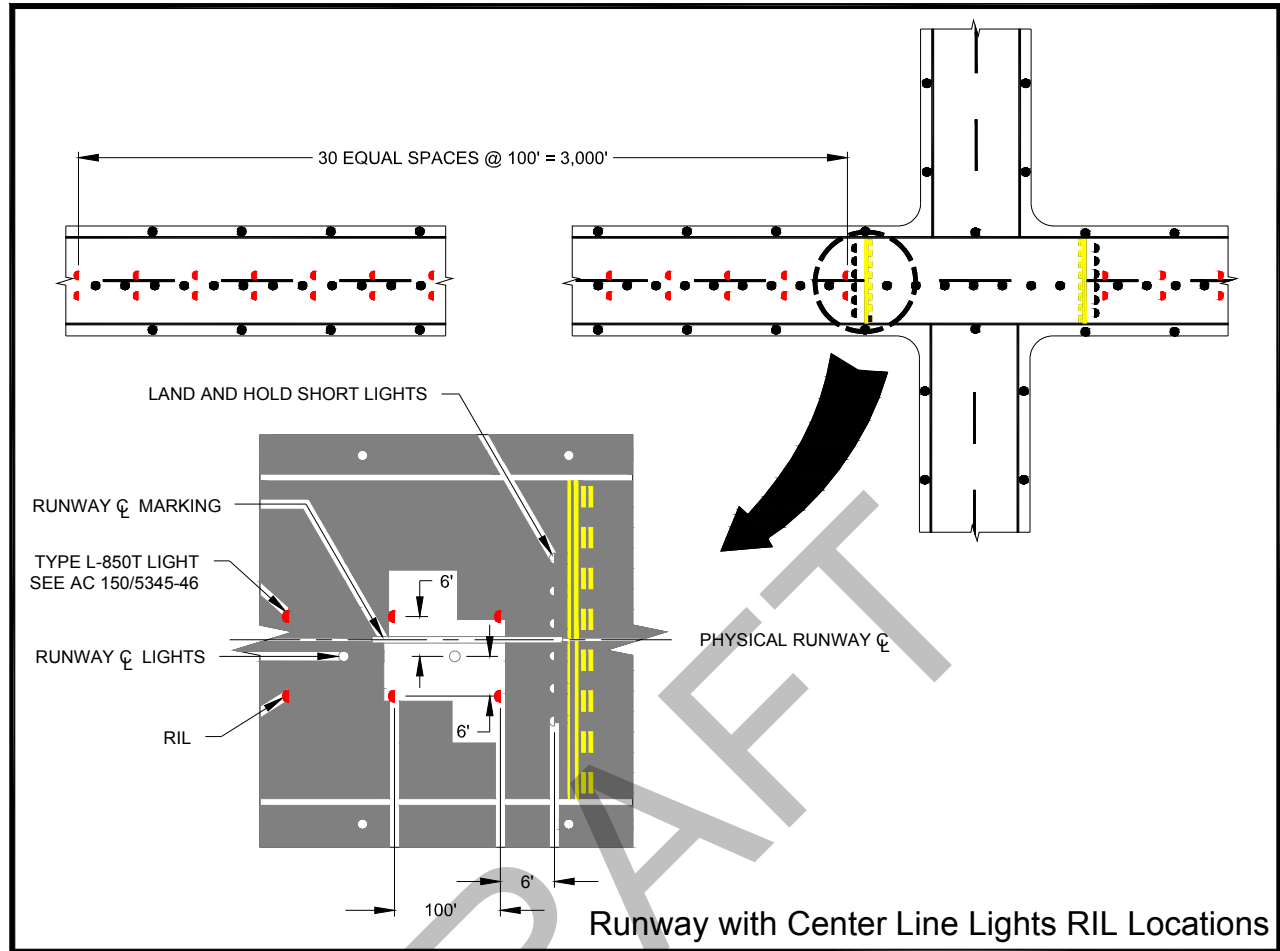 30 EQUAL SPACES @ 100' = 3,000'
LAND AND HOLD SHORT LIGHTS
RUNWAY ℄ MARKING
TYPE L-850T LIGHT
SEE AC 150/5345-46
6'
PHYSICAL RUNWAY ℄
RUNWAY ℄ LIGHTS
RIL
6'
6'
100'
DRAFT
Runway with Center Line Lights RIL Locations